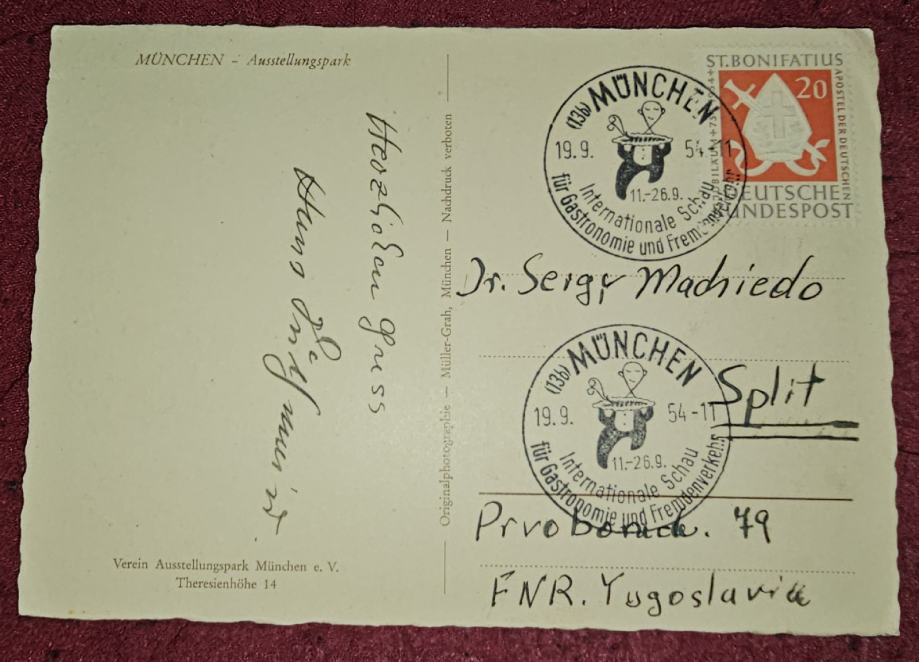 MÜNCHEN - Ausstellungspark
Herzlichen Gruss
Verein Ausstellungspark München e. V.
Theresienhöhe 14
Originalphotographie — Müller-Grah, München — Nachdruck verboten
(13b) MÜNCHEN
19.9. 54-11
11.-26.9.
Internationale Schau
für Gastronomie und Fremdenverkehr
ST. BONIFATIUS
20
APOSTEL DER DEUTSCHEN
DEUTSCHE
BUNDESPOST
Dr. Sergy Machiedo
(13b) MÜNCHEN
19.9. 54-11
11.-26.9.
Internationale Schau
für Gastronomie und Fremdenverkehr
Split
79
FNR. Yugoslavia